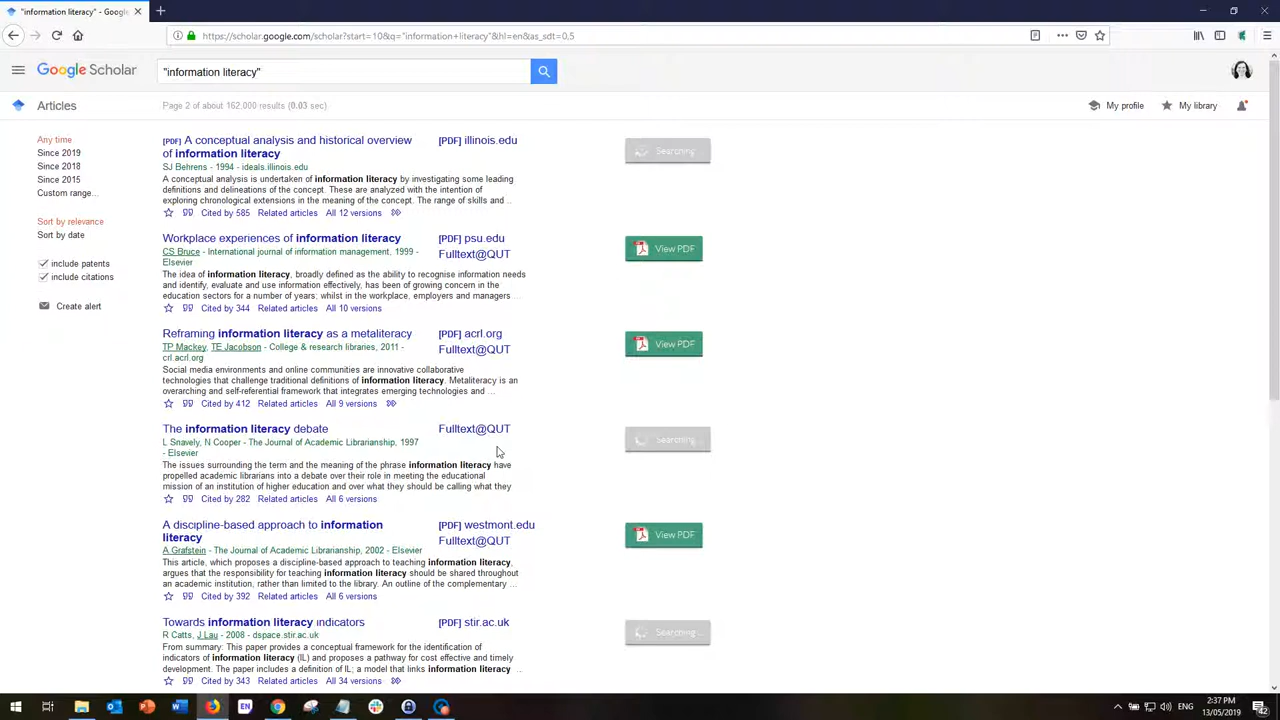 "information literacy" - Google
https://scholar.google.com/scholar?start=10&q="information+literacy"&hl=en&as_sdt=0,5
Google Scholar
"information literacy"
Articles
Page 2 of about 162,000 results (0.03 sec)
My profile
My library
Any time
Since 2019
Since 2018
Since 2015
Custom range...
Sort by relevance
Sort by date
include patents
include citations
Create alert
[PDF] A conceptual analysis and historical overview
of information literacy
SJ Behrens - 1994 - ideals.illinois.edu
A conceptual analysis is undertaken of information literacy by investigating some leading
definitions and delineations of the concept. These are analyzed with the intention of
exploring chronological extensions in the meaning of the concept. The range of skills and ..
Cited by 585 Related articles All 12 versions
[PDF] illinois.edu
Searching...
Workplace experiences of information literacy
CS Bruce - International journal of information management, 1999 -
Elsevier
The idea of information literacy, broadly defined as the ability to recognise information needs
and identify, evaluate and use information effectively, has been of growing concern in the
education sectors for a number of years; whilst in the workplace, employers and managers ...
Cited by 344 Related articles All 10 versions
[PDF] psu.edu
Fulltext@QUT
View PDF
Reframing information literacy as a metaliteracy
TP Mackey, TE Jacobson - College & research libraries, 2011 -
crl.acrl.org
Social media environments and online communities are innovative collaborative
technologies that challenge traditional definitions of information literacy. Metaliteracy is an
overarching and self-referential framework that integrates emerging technologies and ...
Cited by 412 Related articles All 9 versions
[PDF] acrl.org
Fulltext@QUT
View PDF
The information literacy debate
L Snavely, N Cooper - The Journal of Academic Librarianship, 1997
- Elsevier
The issues surrounding the term and the meaning of the phrase information literacy have
propelled academic librarians into a debate over their role in meeting the educational
mission of an institution of higher education and over what they should be calling what they
Cited by 282 Related articles All 6 versions
Fulltext@QUT
Searching...
A discipline-based approach to information
literacy
A Grafstein - The Journal of Academic Librarianship, 2002 - Elsevier
This article, which proposes a discipline-based approach to teaching information literacy,
argues that the responsibility for teaching information literacy should be shared throughout
an academic institution, rather than limited to the library. An outline of the complementary ...
Cited by 392 Related articles All 6 versions
[PDF] westmont.edu
Fulltext@QUT
View PDF
Towards information literacy indicators
R Catts, J Lau - 2008 - dspace.stir.ac.uk
From summary: This paper provides a conceptual framework for the identification of
indicators of information literacy (IL) and proposes a pathway for cost effective and timely
development. The paper includes a definition of IL; a model that links information literacy
Cited by 343 Related articles All 34 versions
[PDF] stir.ac.uk
Searching...
EN
ENG
2:37 PM
13/05/2019
42